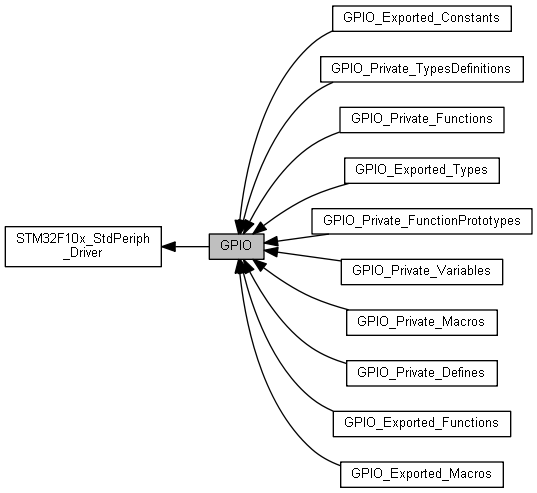 GPIO_Exported_Constants
GPIO_Private_TypesDefinitions
GPIO_Private_Functions
GPIO_Exported_Types
GPIO_Private_FunctionPrototypes
STM32F10x_StdPeriph
_Driver
GPIO
GPIO_Private_Variables
GPIO_Private_Macros
GPIO_Private_Defines
GPIO_Exported_Functions
GPIO_Exported_Macros